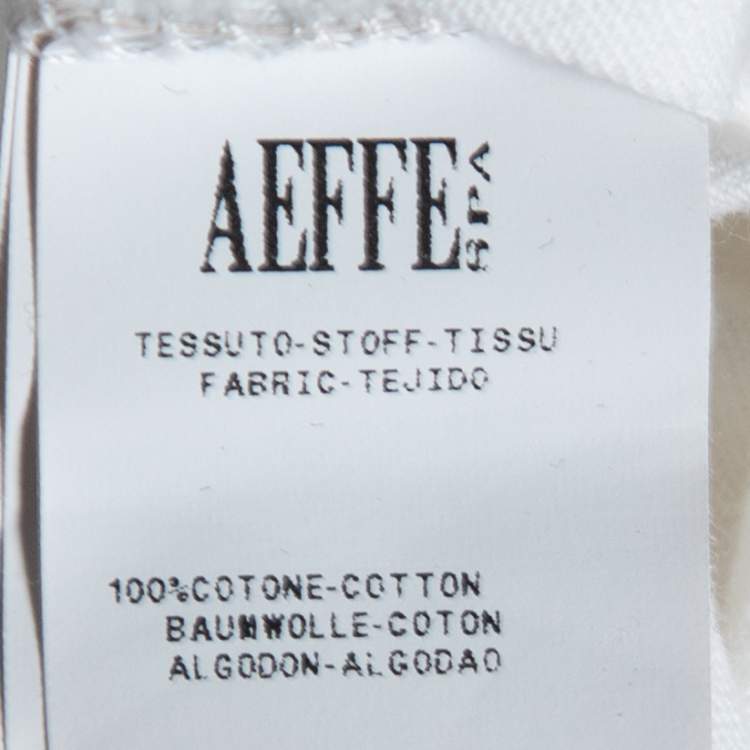 AEFFE SPA
TESSUTO-STOFF-TISSU
FABRIC-TEJIDO
100%COTONE-COTTON
BAUMWOLLE-COTON
ALGODON-ALGODAO